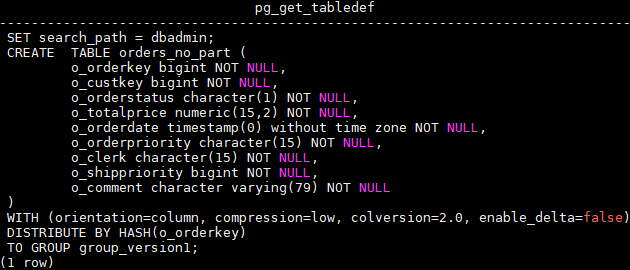 pg_get_tabledef
--------------------------------------------------------------------------------
SET search_path = dbadmin;
CREATE  TABLE orders_no_part (
        o_orderkey bigint NOT NULL,
        o_custkey bigint NOT NULL,
        o_orderstatus character(1) NOT NULL,
        o_totalprice numeric(15,2) NOT NULL,
        o_orderdate timestamp(0) without time zone NOT NULL,
        o_orderpriority character(15) NOT NULL,
        o_clerk character(15) NOT NULL,
        o_shippriority bigint NOT NULL,
        o_comment character varying(79) NOT NULL
)
WITH (orientation=column, compression=low, colversion=2.0, enable_delta=false)
DISTRIBUTE BY HASH(o_orderkey)
TO GROUP group_version1;
(1 row)